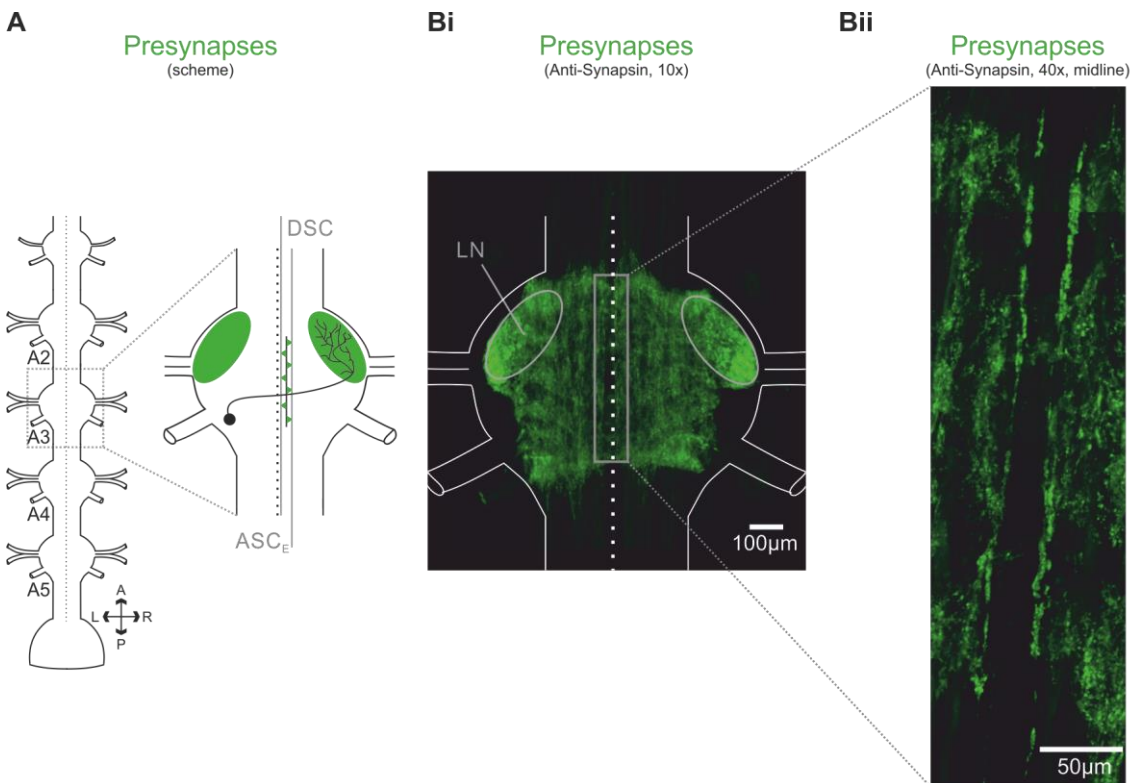 A
Presynapses
(scheme)
DSC
A2
A3
A4
A5
ASCE
A
L
R
P
Bi
Presynapses
(Anti-Synapsin, 10x)
LN
100µm
Bii
Presynapses
(Anti-Synapsin, 40x, midline)
50µm